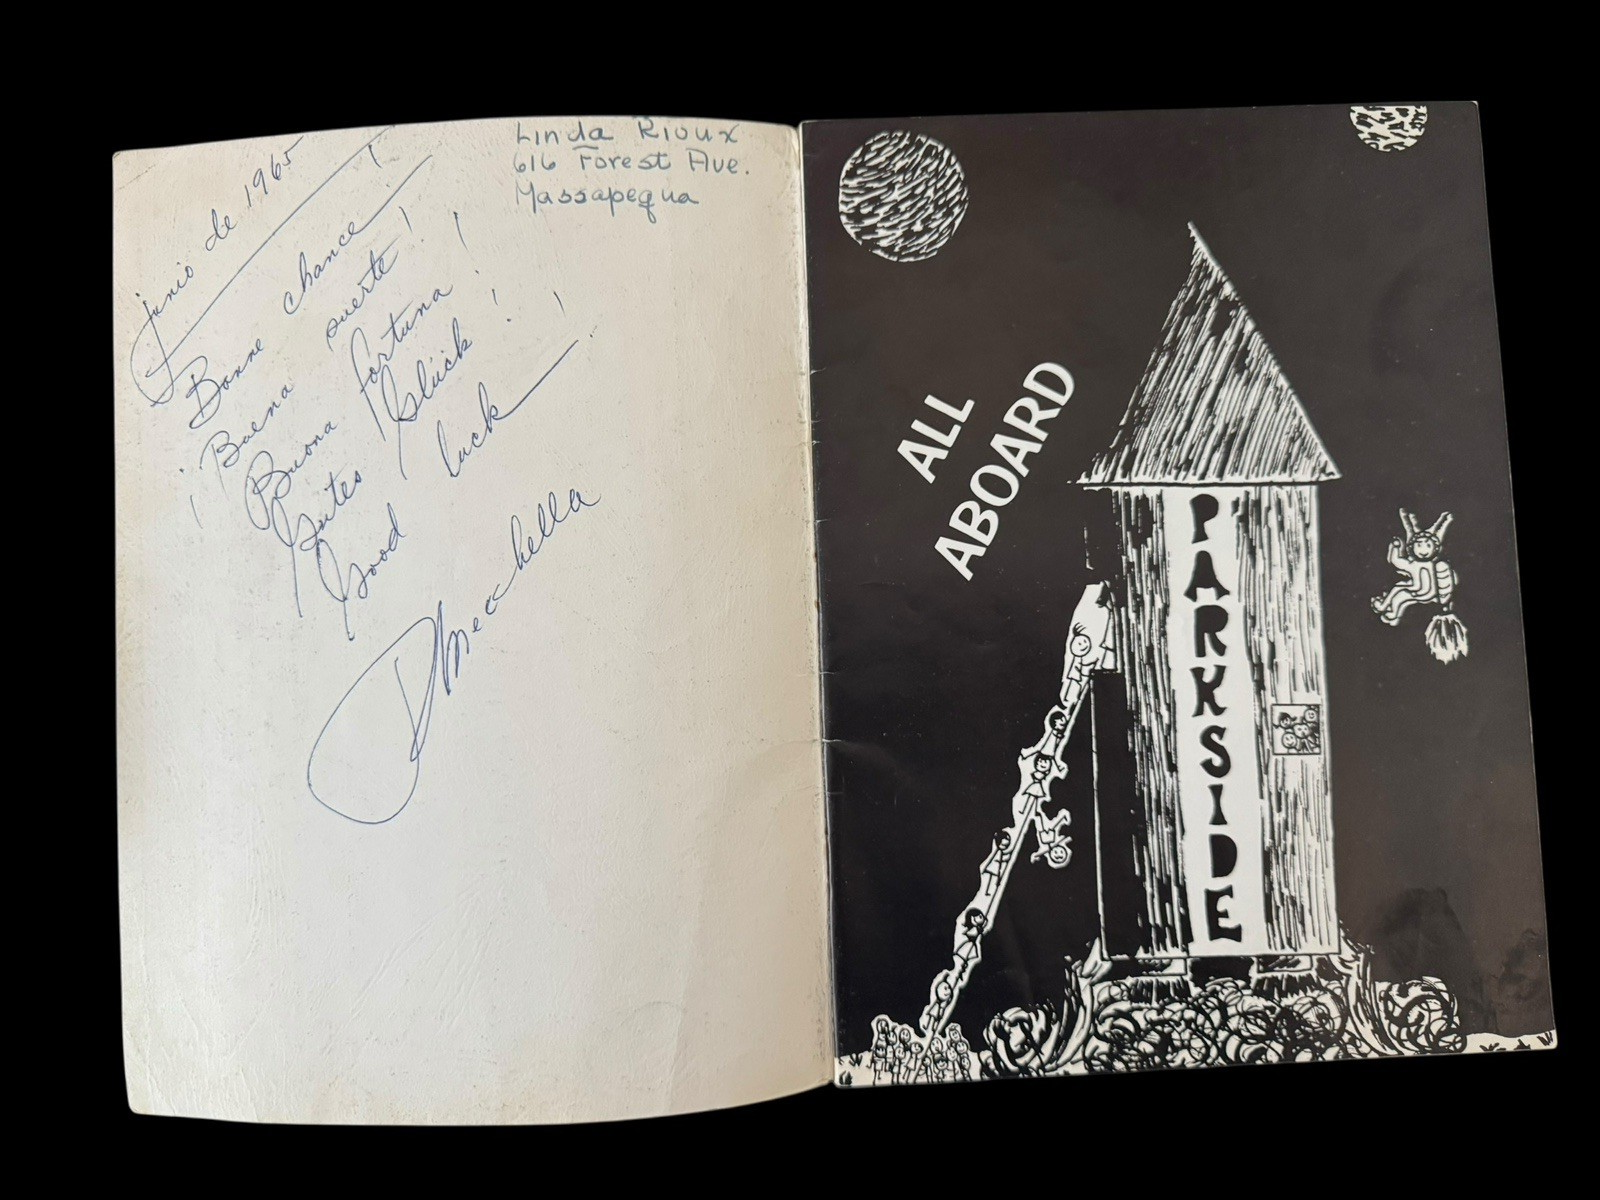 Linda Rioux
616 Forest Ave.
Massapequa
junio de 1965
Bonne chance!
¡Buena suerte!
Buona fortuna!
Gutes Glück!
Good luck!
ALL
ABOARD
PARKSIDE